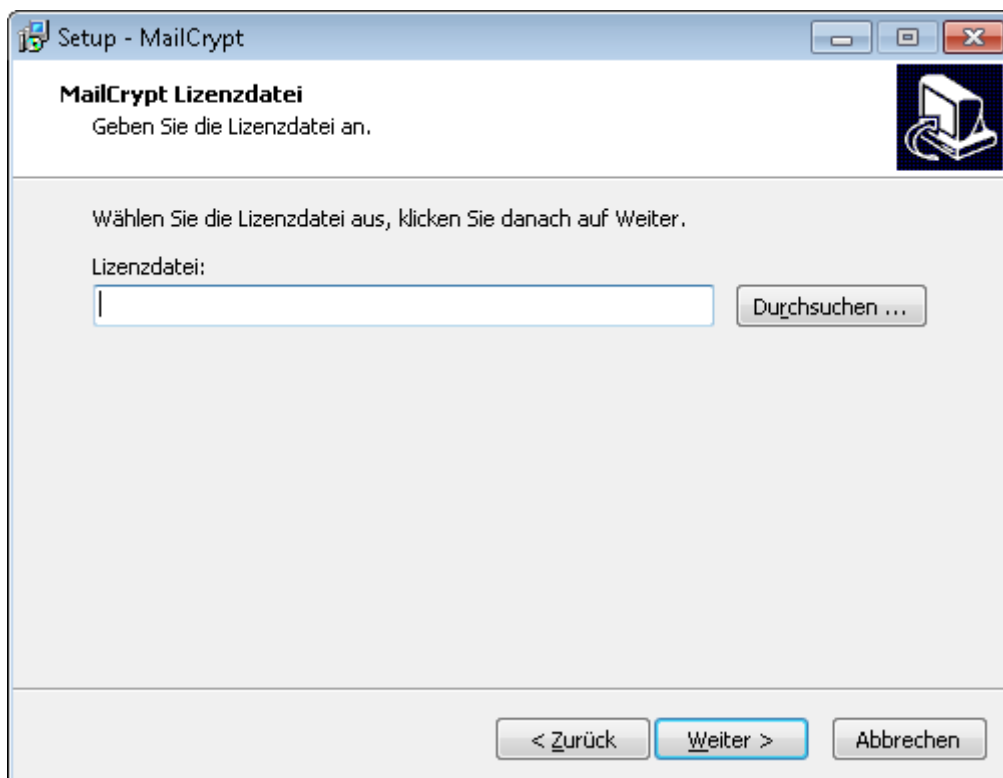 Setup - MailCrypt
MailCrypt Lizenzdatei
Geben Sie die Lizenzdatei an.
Wählen Sie die Lizenzdatei aus, klicken Sie danach auf Weiter.
Lizenzdatei:
Durchsuchen ...
< Zurück
Weiter >
Abbrechen